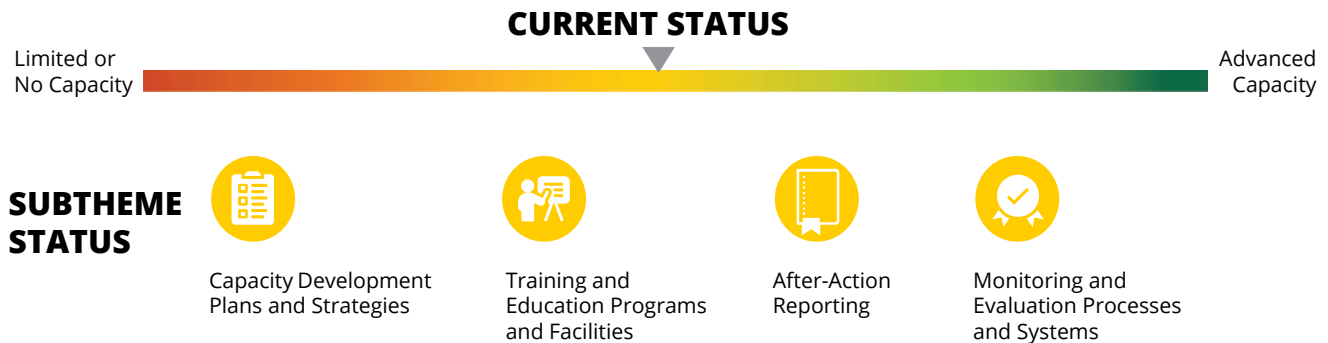 CURRENT STATUS
Limited or
No Capacity
Advanced
Capacity
SUBTHEME
STATUS
Capacity Development
Plans and Strategies
Training and
Education Programs
and Facilities
After-Action
Reporting
Monitoring and
Evaluation Processes
and Systems